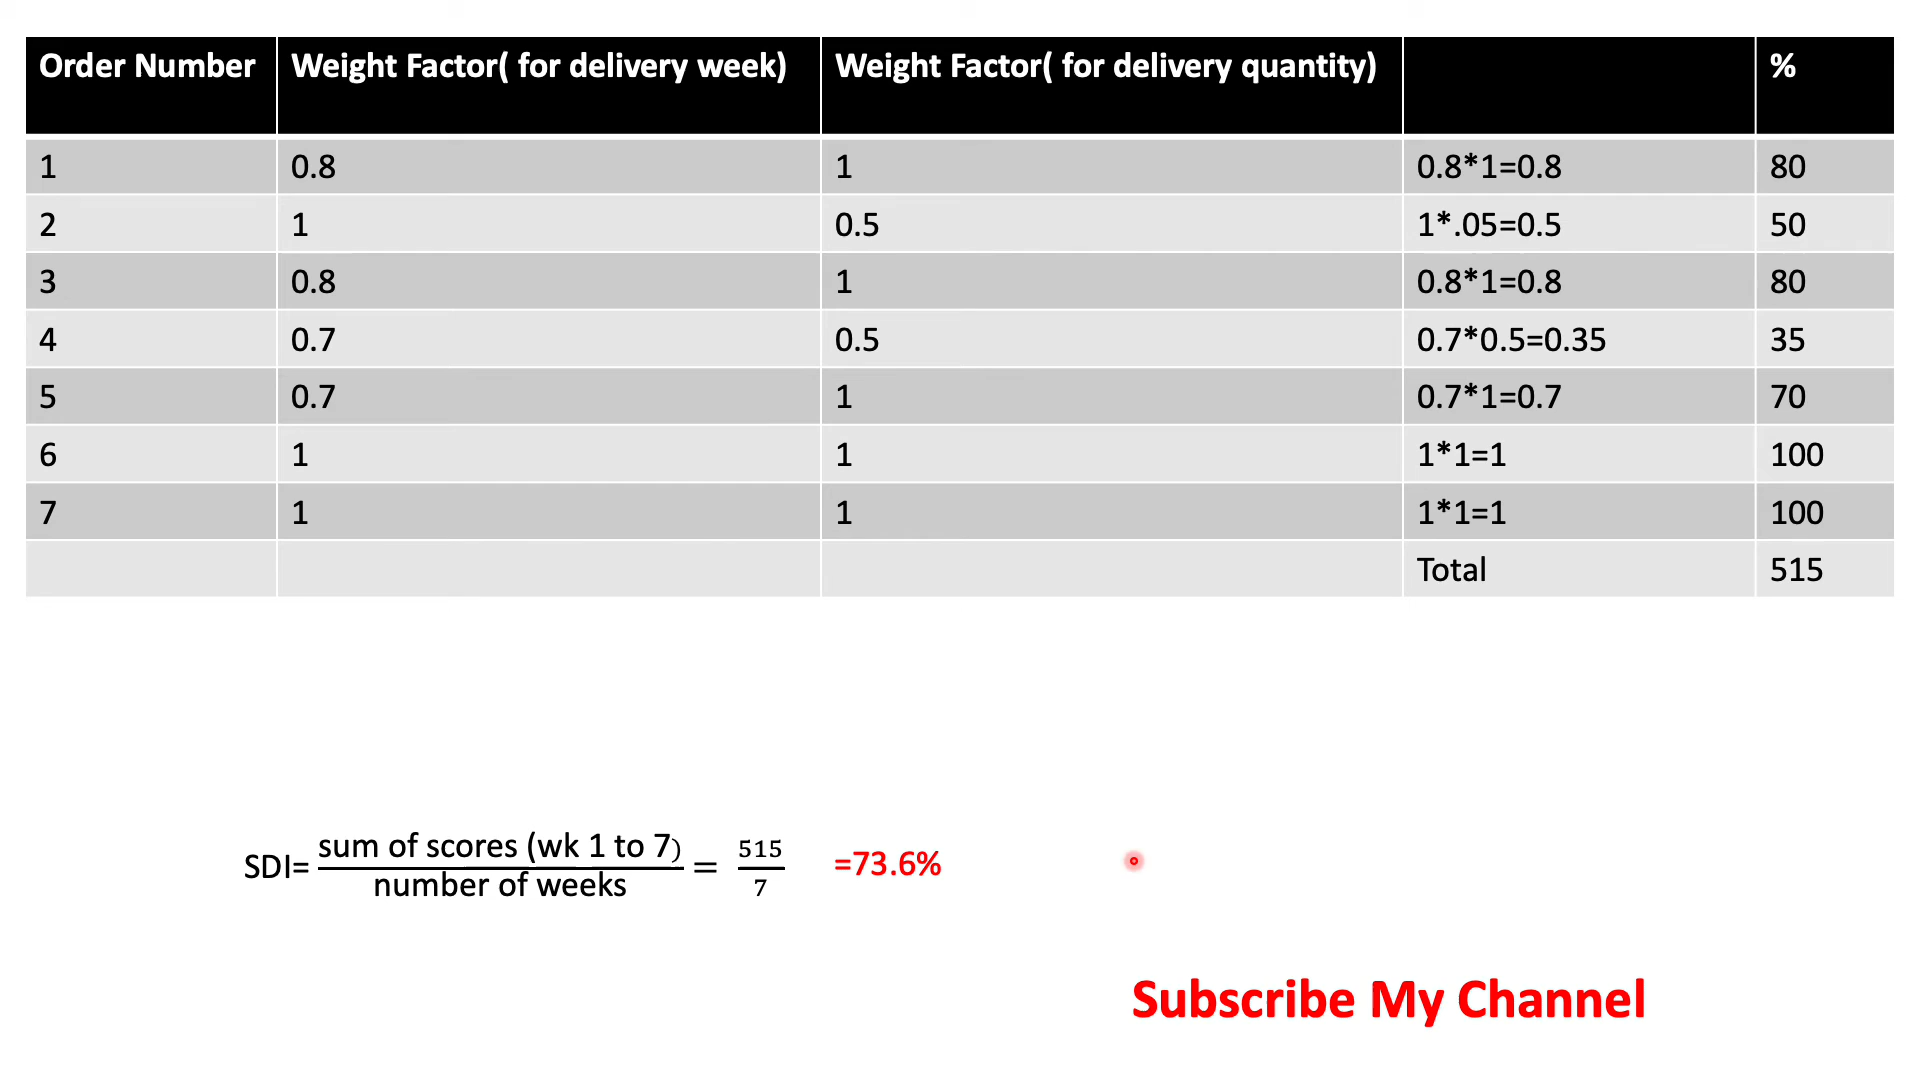 Order Number Weight Factor( for delivery week) Weight Factor( for delivery quantity) %
1 0.8 1 0.8*1=0.8 80
2 1 0.5 1*.05=0.5 50
3 0.8 1 0.8*1=0.8 80
4 0.7 0.5 0.7*0.5=0.35 35
5 0.7 1 0.7*1=0.7 70
6 1 1 1*1=1 100
7 1 1 1*1=1 100
Total 515
sum of scores (wk 1 to 7) 515
SDI= = =73.6%
number of weeks 7
Subscribe My Channel